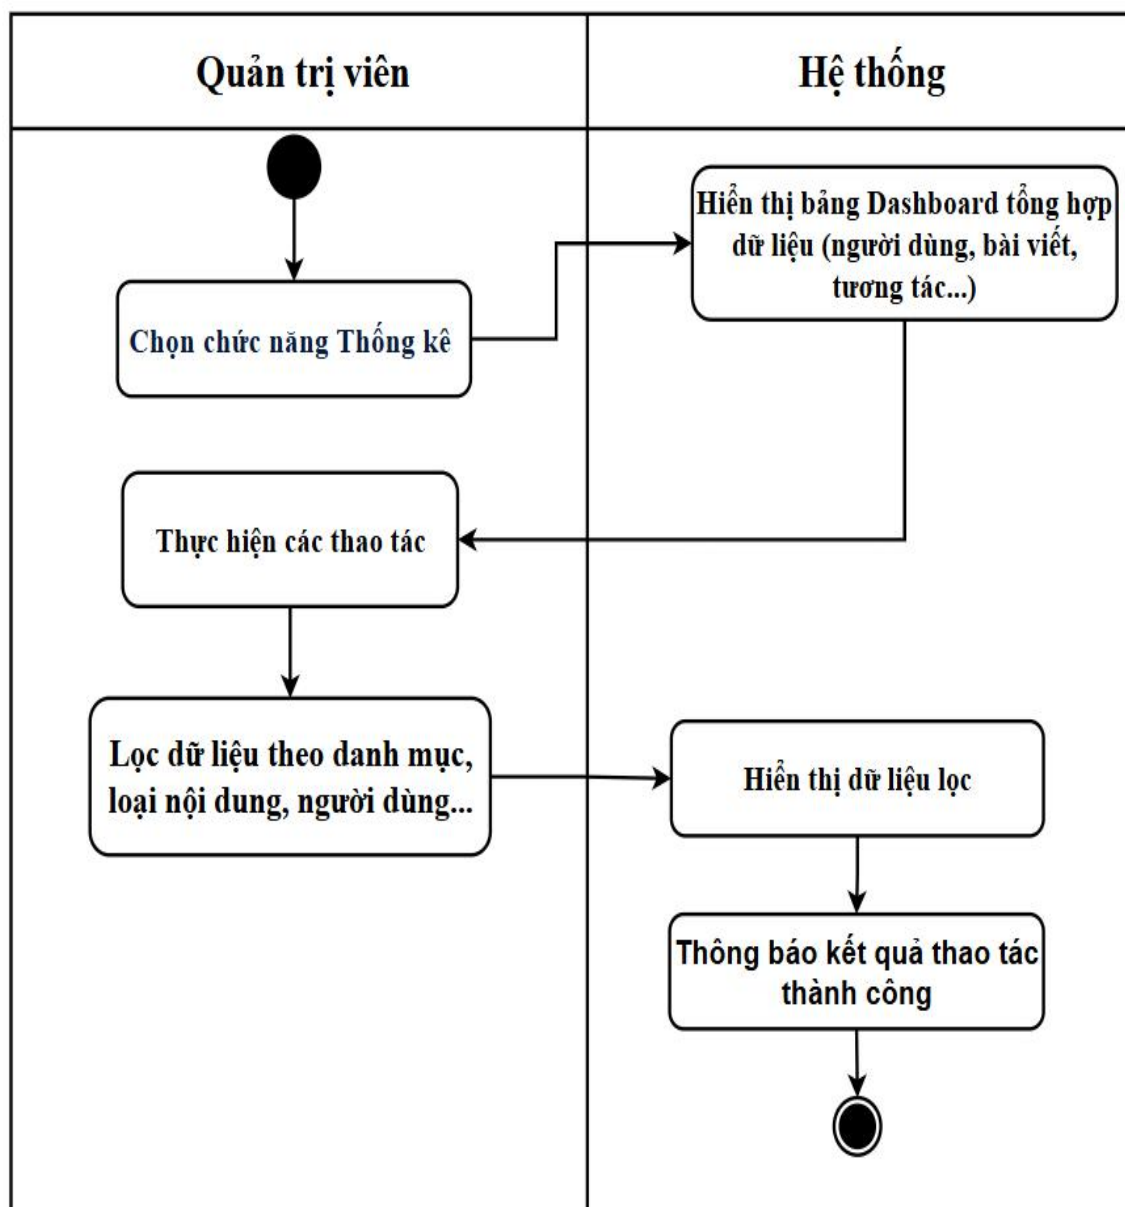 Quản trị viên
Hệ thống
Hiển thị bảng Dashboard tổng hợp
dữ liệu (người dùng, bài viết,
tương tác...)
Chọn chức năng Thống kê
Thực hiện các thao tác
Lọc dữ liệu theo danh mục,
loại nội dung, người dùng...
Hiển thị dữ liệu lọc
Thông báo kết quả thao tác
thành công